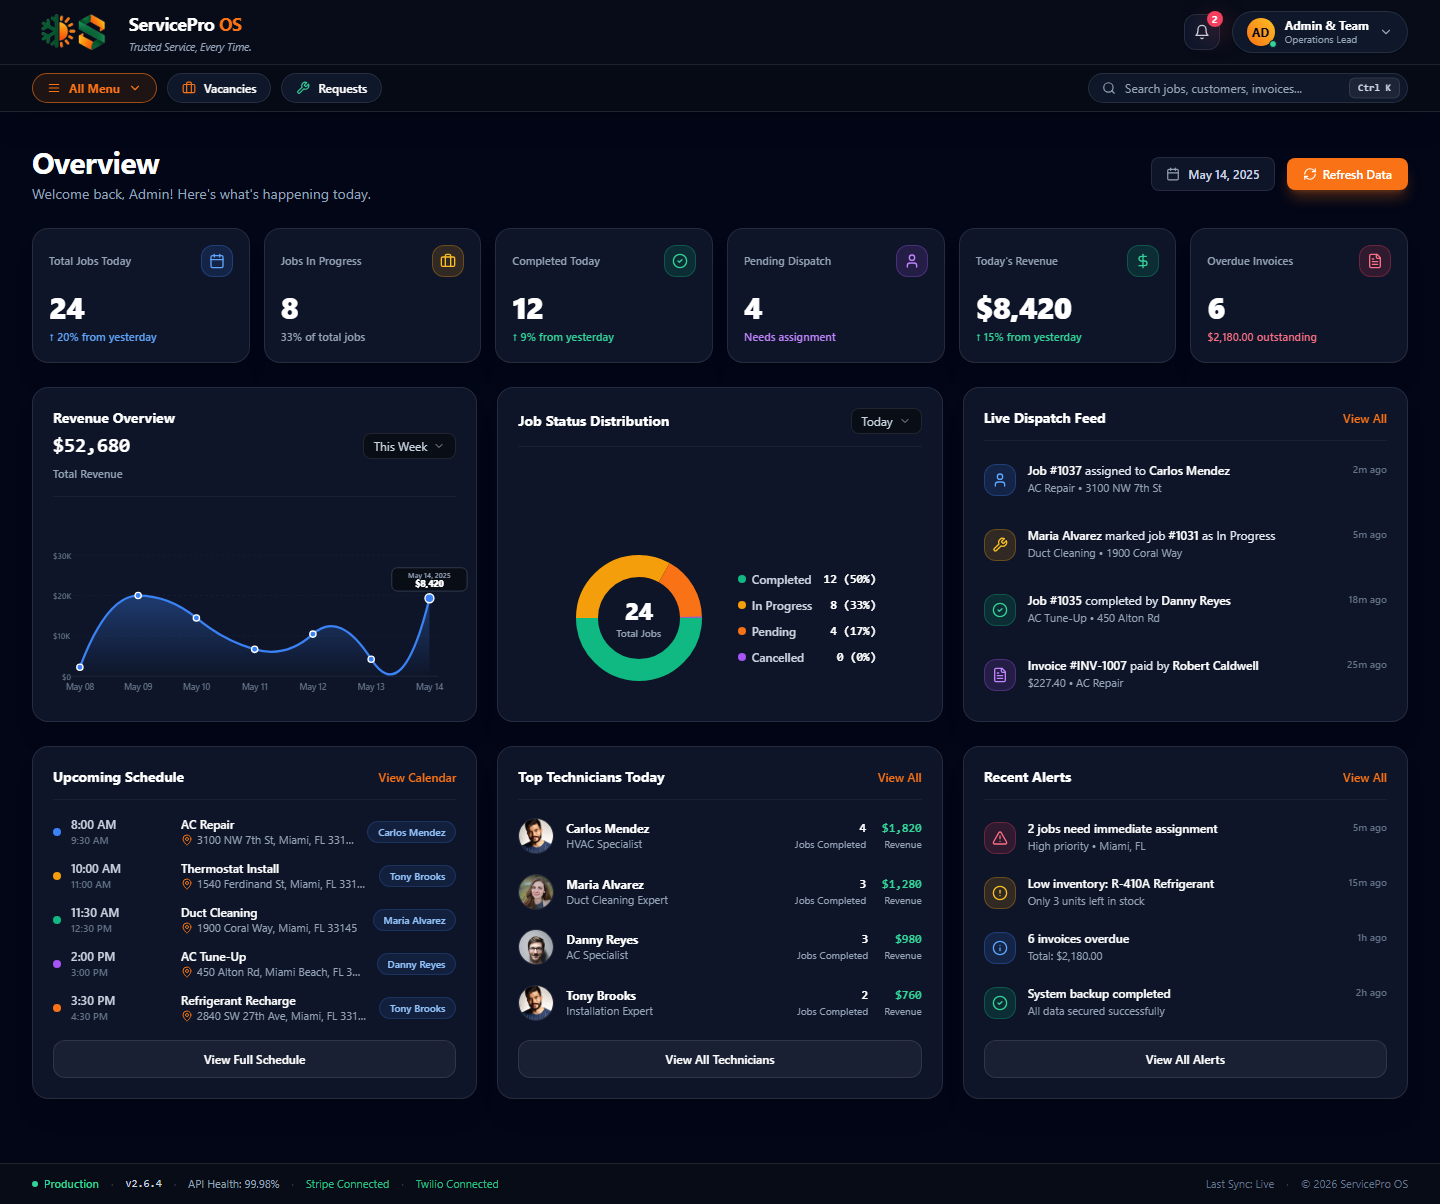 ServicePro OS
Trusted Service, Every Time.
2
AD
Admin & Team
Operations Lead
All Menu
Vacancies
Requests
Search jobs, customers, invoices...
Ctrl K
Overview
Welcome back, Admin! Here's what's happening today.
May 14, 2025
Refresh Data
Total Jobs Today
24
↑ 20% from yesterday
Jobs In Progress
8
33% of total jobs
Completed Today
12
↑ 9% from yesterday
Pending Dispatch
4
Needs assignment
Today's Revenue
$8,420
↑ 15% from yesterday
Overdue Invoices
6
$2,180.00 outstanding
Revenue Overview
$52,680
Total Revenue
This Week
$30K
$20K
$10K
$0
May 14, 2025
$8,420
May 08 May 09 May 10 May 11 May 12 May 13 May 14
Job Status Distribution
Today
24
Total Jobs
Completed 12 (50%)
In Progress 8 (33%)
Pending 4 (17%)
Cancelled 0 (0%)
Live Dispatch Feed
View All
Job #1037 assigned to Carlos Mendez 2m ago
AC Repair • 3100 NW 7th St
Maria Alvarez marked job #1031 as In Progress 5m ago
Duct Cleaning • 1900 Coral Way
Job #1035 completed by Danny Reyes 18m ago
AC Tune-Up • 450 Alton Rd
Invoice #INV-1007 paid by Robert Caldwell 25m ago
$227.40 • AC Repair
Upcoming Schedule
View Calendar
8:00 AM AC Repair
9:30 AM 3100 NW 7th St, Miami, FL 331... Carlos Mendez
10:00 AM Thermostat Install
11:00 AM 1540 Ferdinand St, Miami, FL 331... Tony Brooks
11:30 AM Duct Cleaning
12:30 PM 1900 Coral Way, Miami, FL 33145 Maria Alvarez
2:00 PM AC Tune-Up
3:00 PM 450 Alton Rd, Miami Beach, FL 3... Danny Reyes
3:30 PM Refrigerant Recharge
4:30 PM 2840 SW 27th Ave, Miami, FL 331... Tony Brooks
View Full Schedule
Top Technicians Today
View All
Carlos Mendez 4 $1,820
HVAC Specialist Jobs Completed Revenue
Maria Alvarez 3 $1,280
Duct Cleaning Expert Jobs Completed Revenue
Danny Reyes 3 $980
AC Specialist Jobs Completed Revenue
Tony Brooks 2 $760
Installation Expert Jobs Completed Revenue
View All Technicians
Recent Alerts
View All
2 jobs need immediate assignment 5m ago
High priority • Miami, FL
Low inventory: R-410A Refrigerant 15m ago
Only 3 units left in stock
6 invoices overdue 1h ago
Total: $2,180.00
System backup completed 2h ago
All data secured successfully
View All Alerts
Production · v2.6.4 · API Health: 99.98% · Stripe Connected · Twilio Connected
Last Sync: Live · © 2026 ServicePro OS